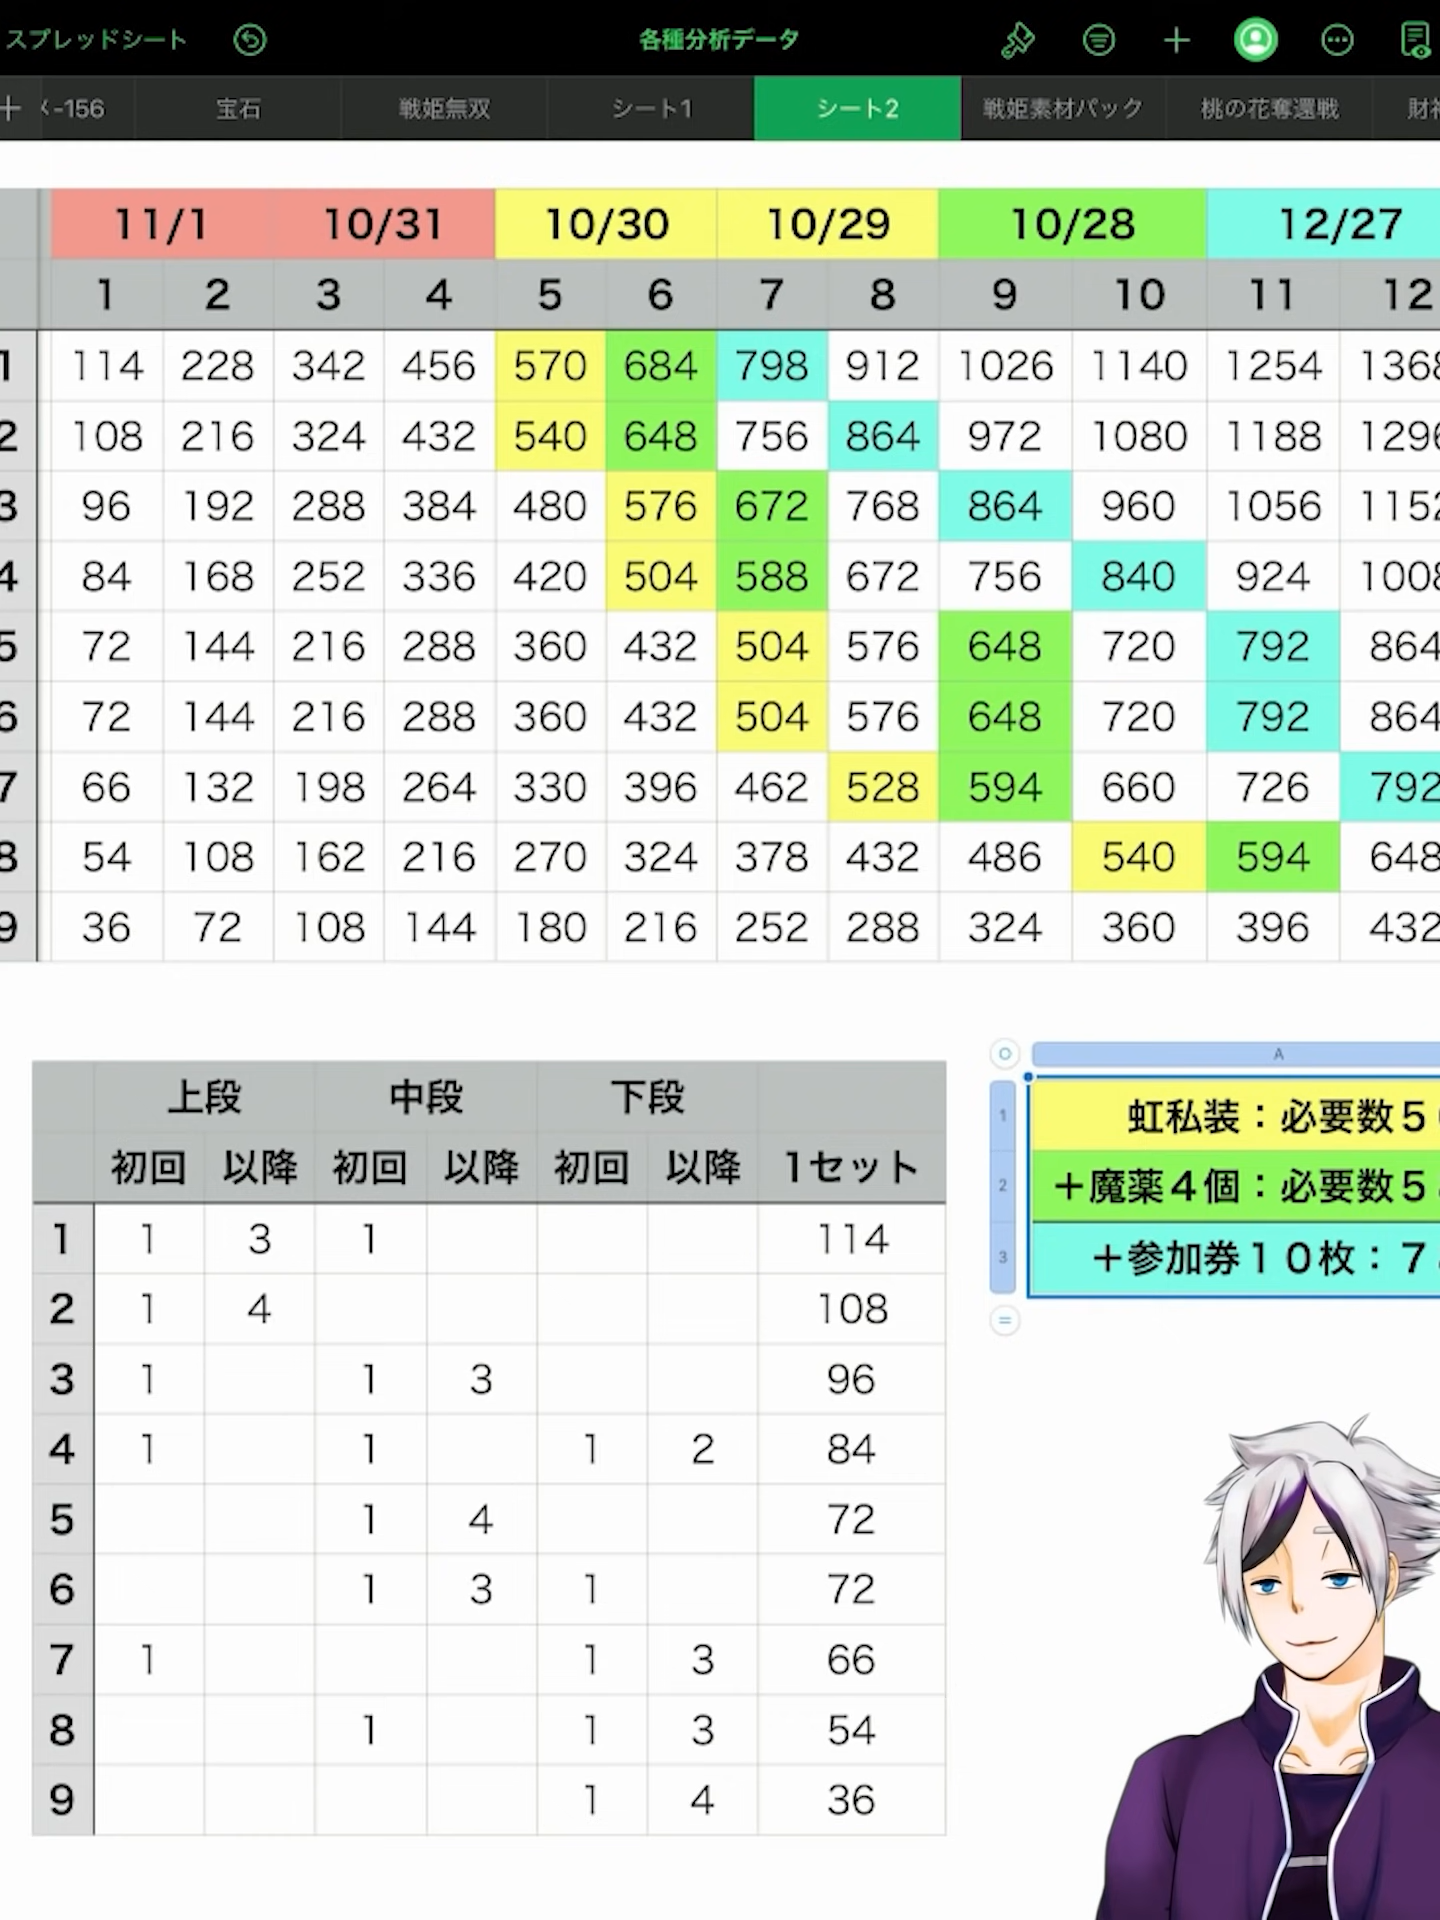 スプレッドシート 各種分析データ
-156 宝石 戦姫無双 シート1 シート2 戦姫素材パック 桃の花奪還戦
11/1 10/31 10/30 10/29 10/28 12/27
1 2 3 4 5 6 7 8 9 10 11 12
1 114 228 342 456 570 684 798 912 1026 1140 1254 1368
2 108 216 324 432 540 648 756 864 972 1080 1188 1296
3 96 192 288 384 480 576 672 768 864 960 1056 1152
4 84 168 252 336 420 504 588 672 756 840 924 1008
5 72 144 216 288 360 432 504 576 648 720 792 864
6 72 144 216 288 360 432 504 576 648 720 792 864
7 66 132 198 264 330 396 462 528 594 660 726 792
8 54 108 162 216 270 324 378 432 486 540 594 648
9 36 72 108 144 180 216 252 288 324 360 396 432
上段 中段 下段
初回 以降 初回 以降 初回 以降 1セット
1 1 3 1 114
2 1 4 108
3 1 1 3 96
4 1 1 1 2 84
5 1 4 72
6 1 3 1 72
7 1 1 3 66
8 1 1 3 54
9 1 4 36
A
1 虹私装：必要数５
2 ＋魔薬４個：必要数５
3 ＋参加券１０枚：７